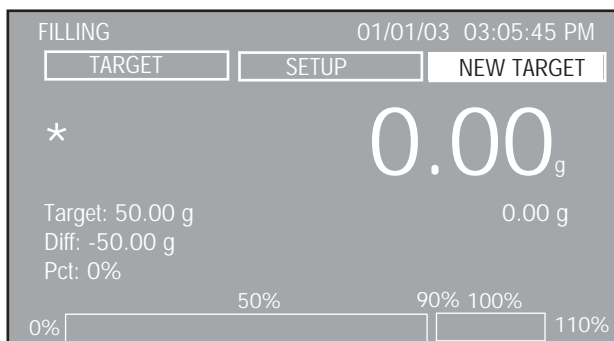 FILLING 01/01/03 03:05:45 PM
TARGET SETUP NEW TARGET
* 0.00 g
Target: 50.00 g 0.00 g
Diff: -50.00 g
Pct: 0%
50% 90% 100%
0% 110%